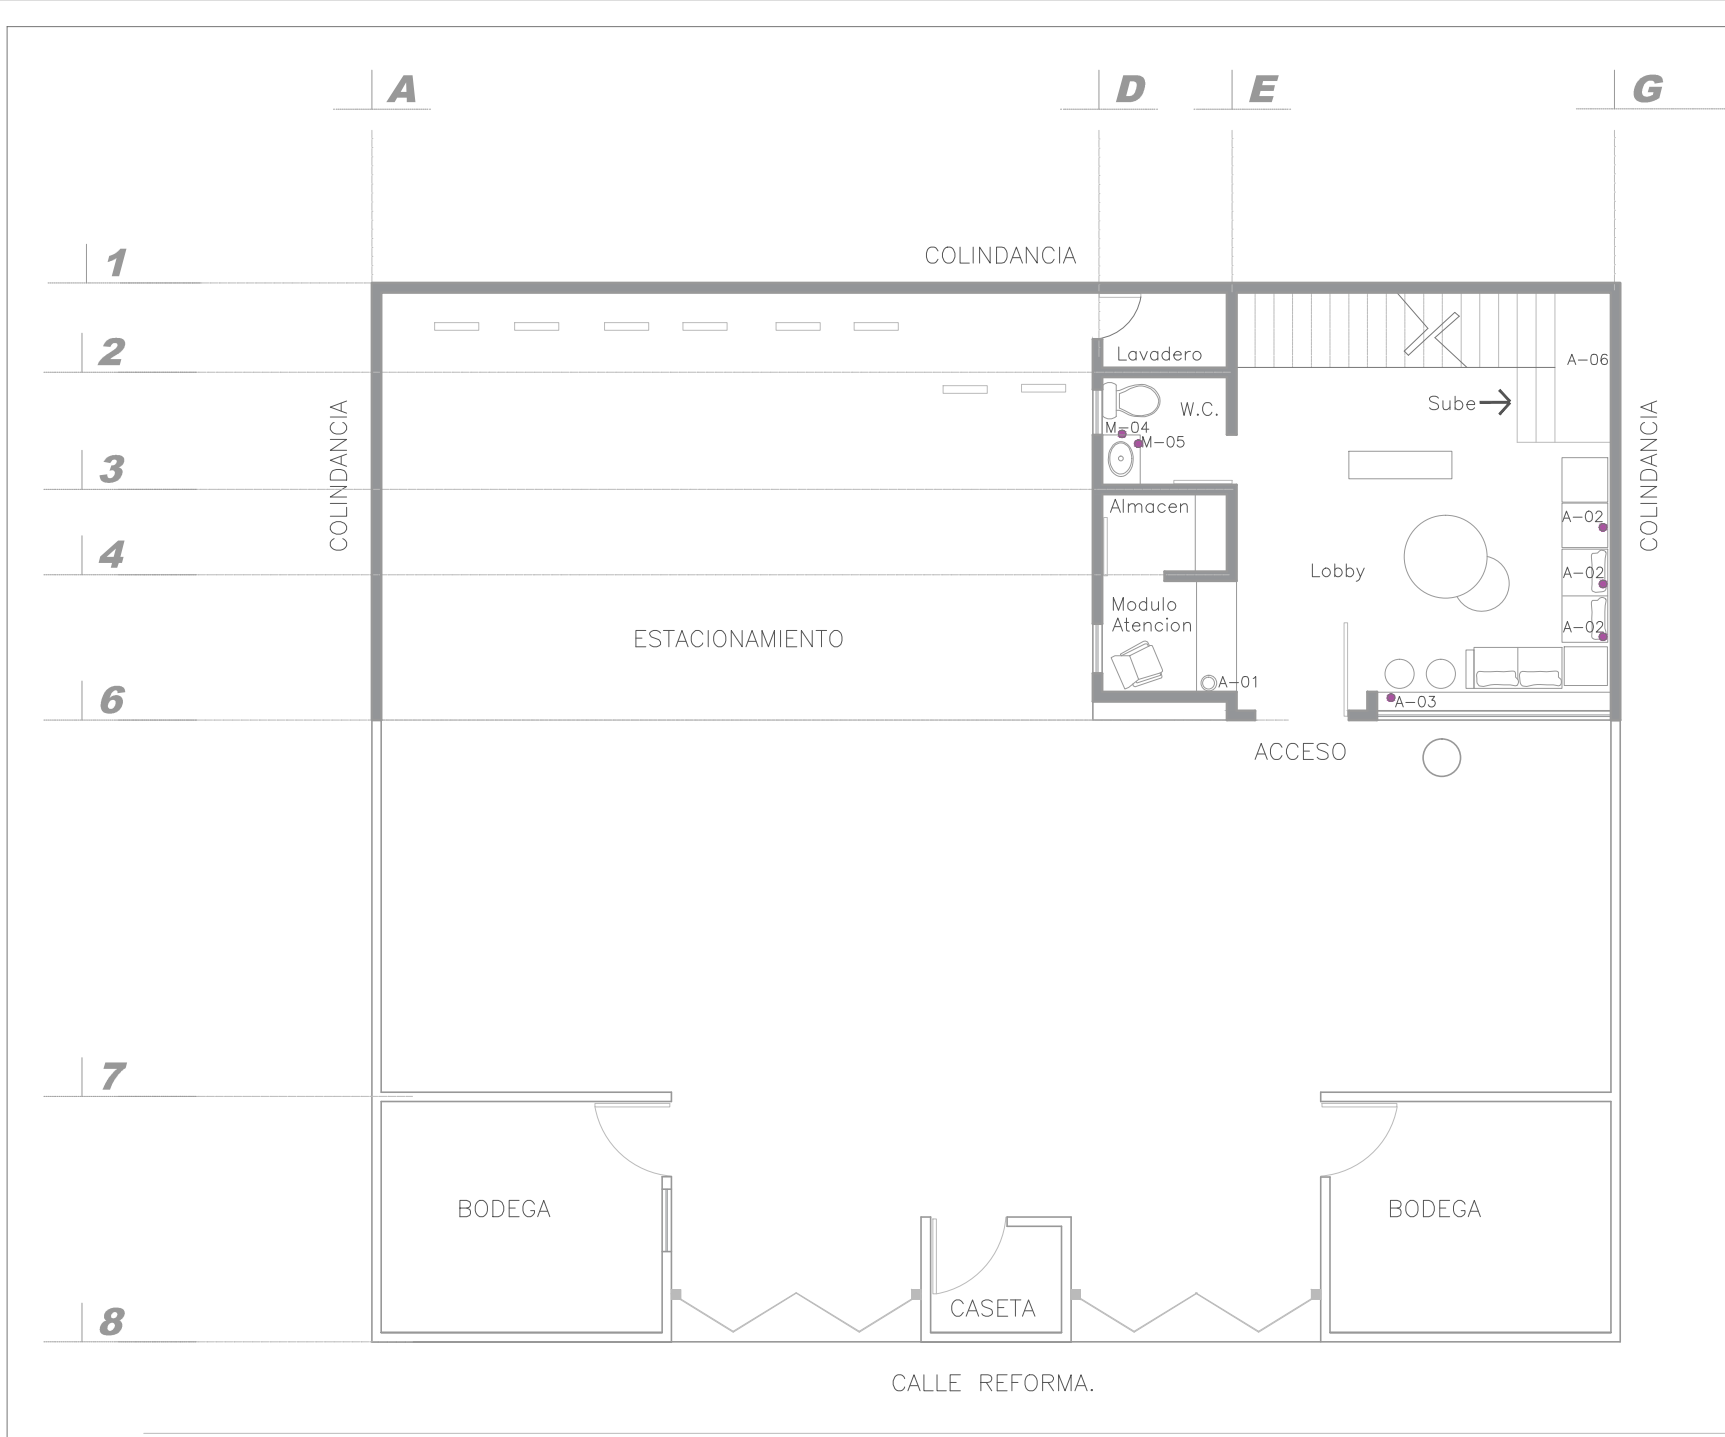 A
D
E
G
COLINDANCIA
1
2
Lavadero
A-06
W.C.
Sube
M-04
M-05
COLINDANCIA
COLINDANCIA
3
Almacen
A-02
4
Lobby
A-02
Modulo
Atencion
A-02
ESTACIONAMIENTO
A-01
6
A-03
ACCESO
7
BODEGA
BODEGA
CASETA
8
CALLE REFORMA.